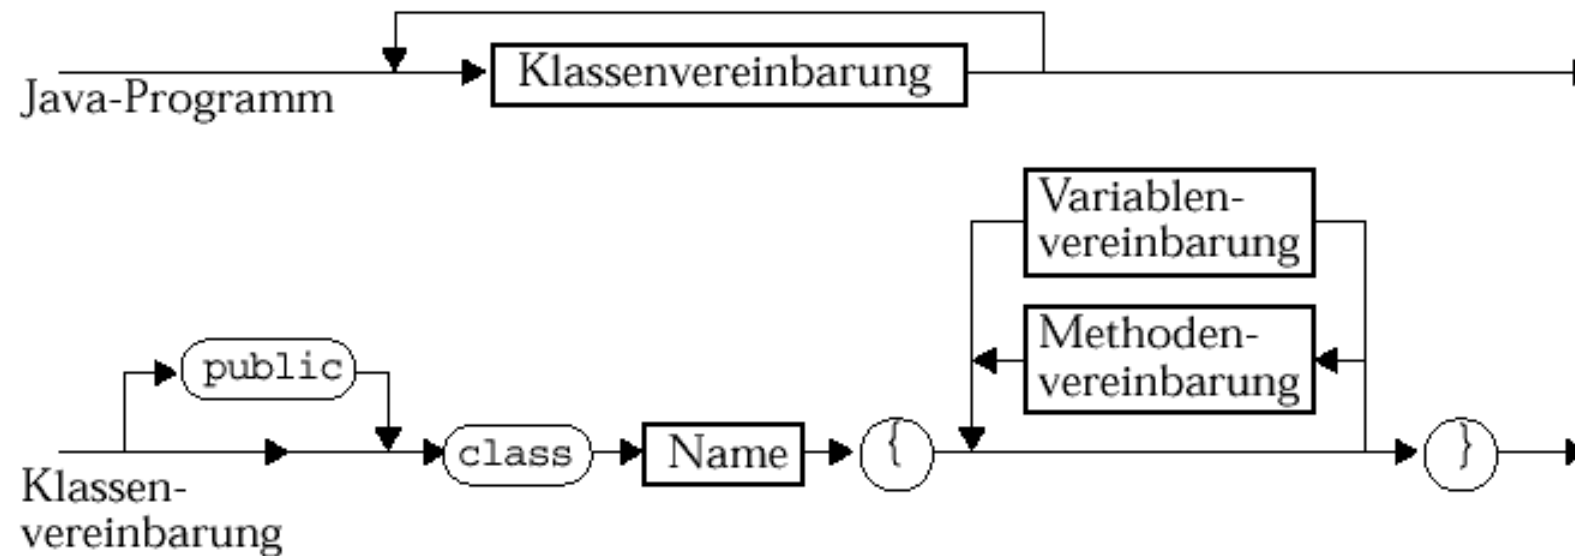 Klassenvereinbarung
Java-Programm
Variablen-
vereinbarung
Methoden-
vereinbarung
public
class
Name
{
}
Klassen-
vereinbarung